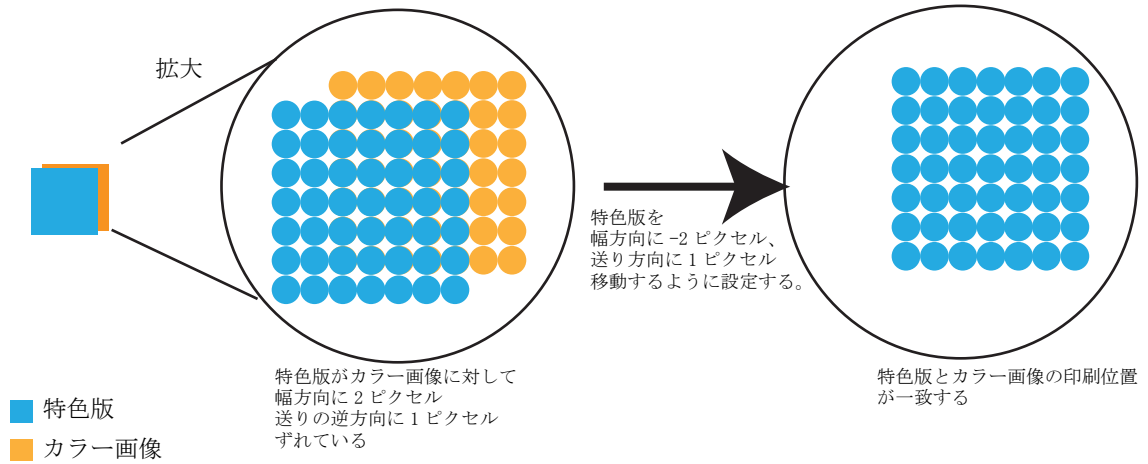 拡大
特色版がカラー画像に対して
幅方向に 2 ピクセル
送りの逆方向に 1 ピクセル
ずれている
特色版を
幅方向に -2 ピクセル、
送り方向に 1 ピクセル
移動するように設定する。
特色版とカラー画像の印刷位置
が一致する
特色版
カラー画像